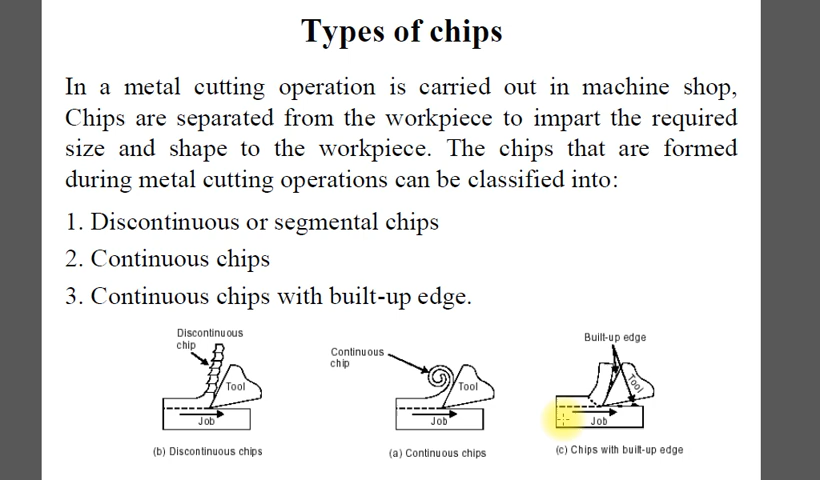 Types of chips
In a metal cutting operation is carried out in machine shop,
Chips are separated from the workpiece to impart the required
size and shape to the workpiece. The chips that are formed
during metal cutting operations can be classified into:
1. Discontinuous or segmental chips
2. Continuous chips
3. Continuous chips with built-up edge.
Discontinuous
chip
Tool
Job
(b) Discontinuous chips
Continuous
chip
Tool
Job
(a) Continuous chips
Built-up edge
Tool
Job
(c) Chips with built-up edge